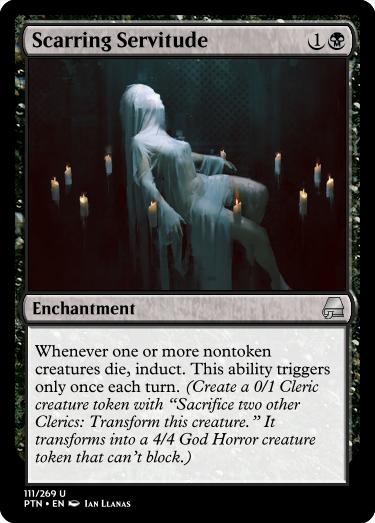 Scarring Servitude 1
Enchantment
Whenever one or more nontoken
creatures die, induct. This ability triggers
only once each turn. (Create a 0/1 Cleric
creature token with “Sacrifice two other
Clerics: Transform this creature.” It
transforms into a 4/4 God Horror creature
token that can’t block.)
111/269 U
PTN • EN Ian Llanas